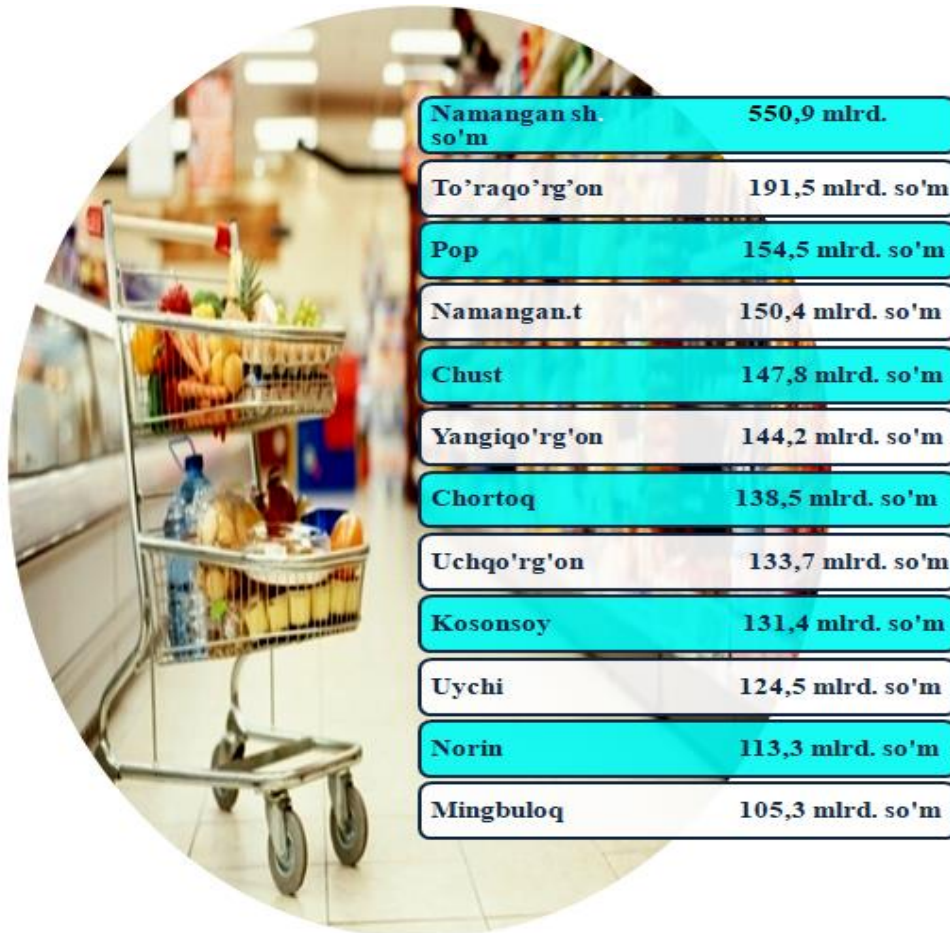 Namangan sh. 550,9 mlrd.
so'm
To’raqo’rg’on 191,5 mlrd. so'm
Pop 154,5 mlrd. so'm
Namangan.t 150,4 mlrd. so'm
Chust 147,8 mlrd. so'm
Yangiqo'rg'on 144,2 mlrd. so'm
Chortoq 138,5 mlrd. so'm
Uchqo'rg'on 133,7 mlrd. so'm
Kosonsoy 131,4 mlrd. so'm
Uychi 124,5 mlrd. so'm
Norin 113,3 mlrd. so'm
Mingbuloq 105,3 mlrd. so'm